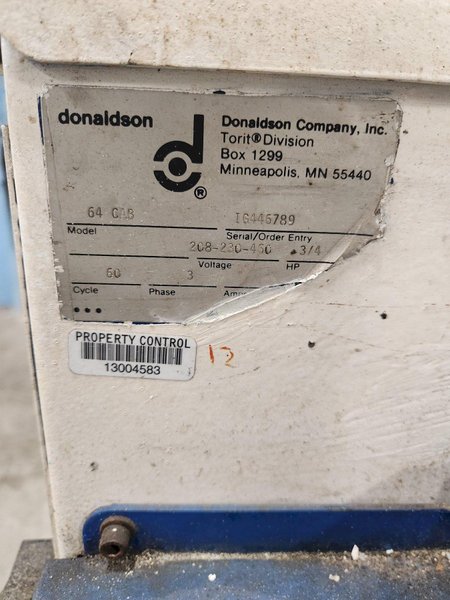 donaldson
d
®
Donaldson Company, Inc.
Torit® Division
Box 1299
Minneapolis, MN 55440
64 CAB IG446789
Model Serial/Order Entry
208-230-460 3/4
Voltage HP
60 3
Cycle Phase
PROPERTY CONTROL
13004583
12